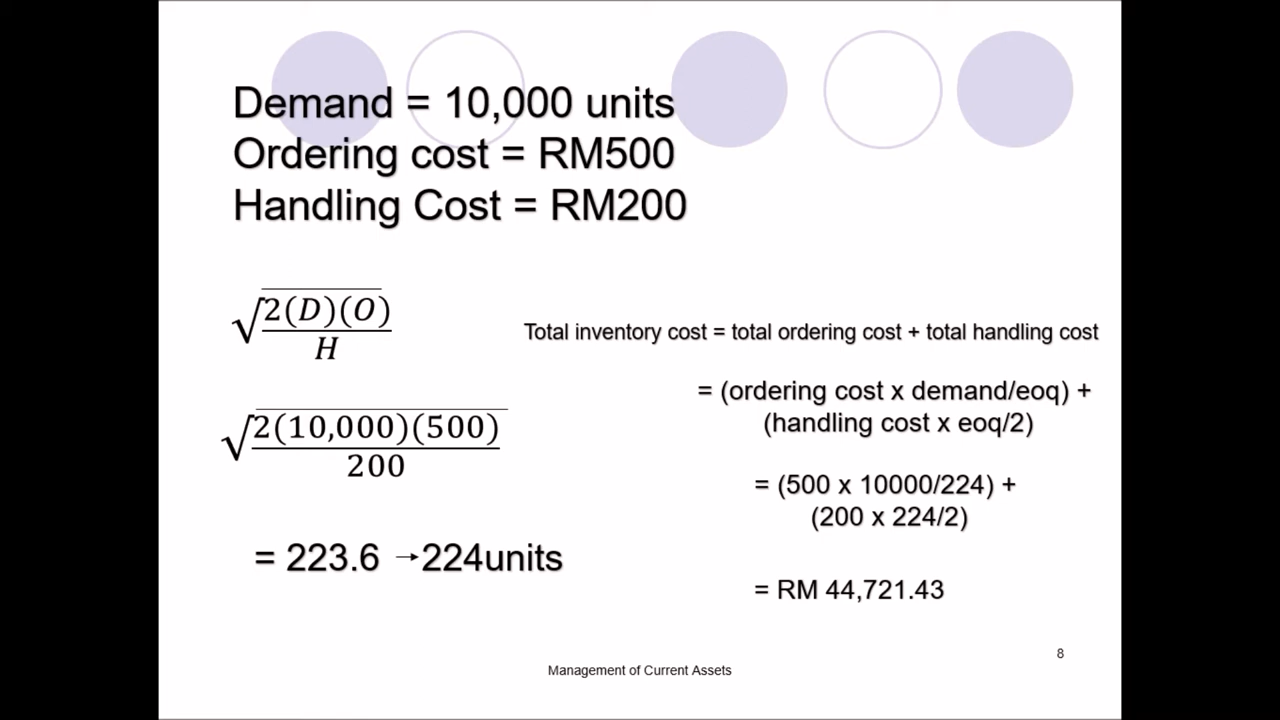 Demand = 10,000 units
Ordering cost = RM500
Handling Cost = RM200
√2(D)(O)
H
√2(10,000)(500)
200
= 223.6 →224units
Total inventory cost = total ordering cost + total handling cost
= (ordering cost x demand/eoq) +
(handling cost x eoq/2)
= (500 x 10000/224) +
(200 x 224/2)
= RM 44,721.43
8
Management of Current Assets